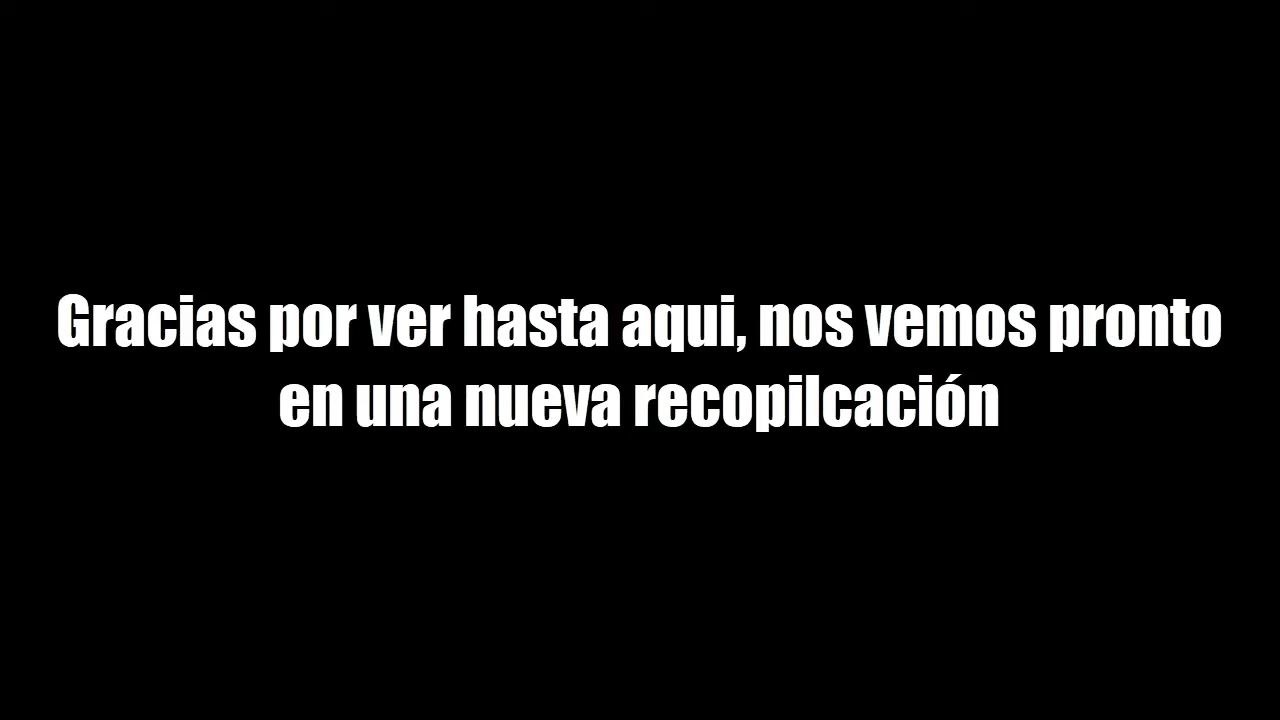 Gracias por ver hasta aqui, nos vemos pronto
en una nueva recopilcación